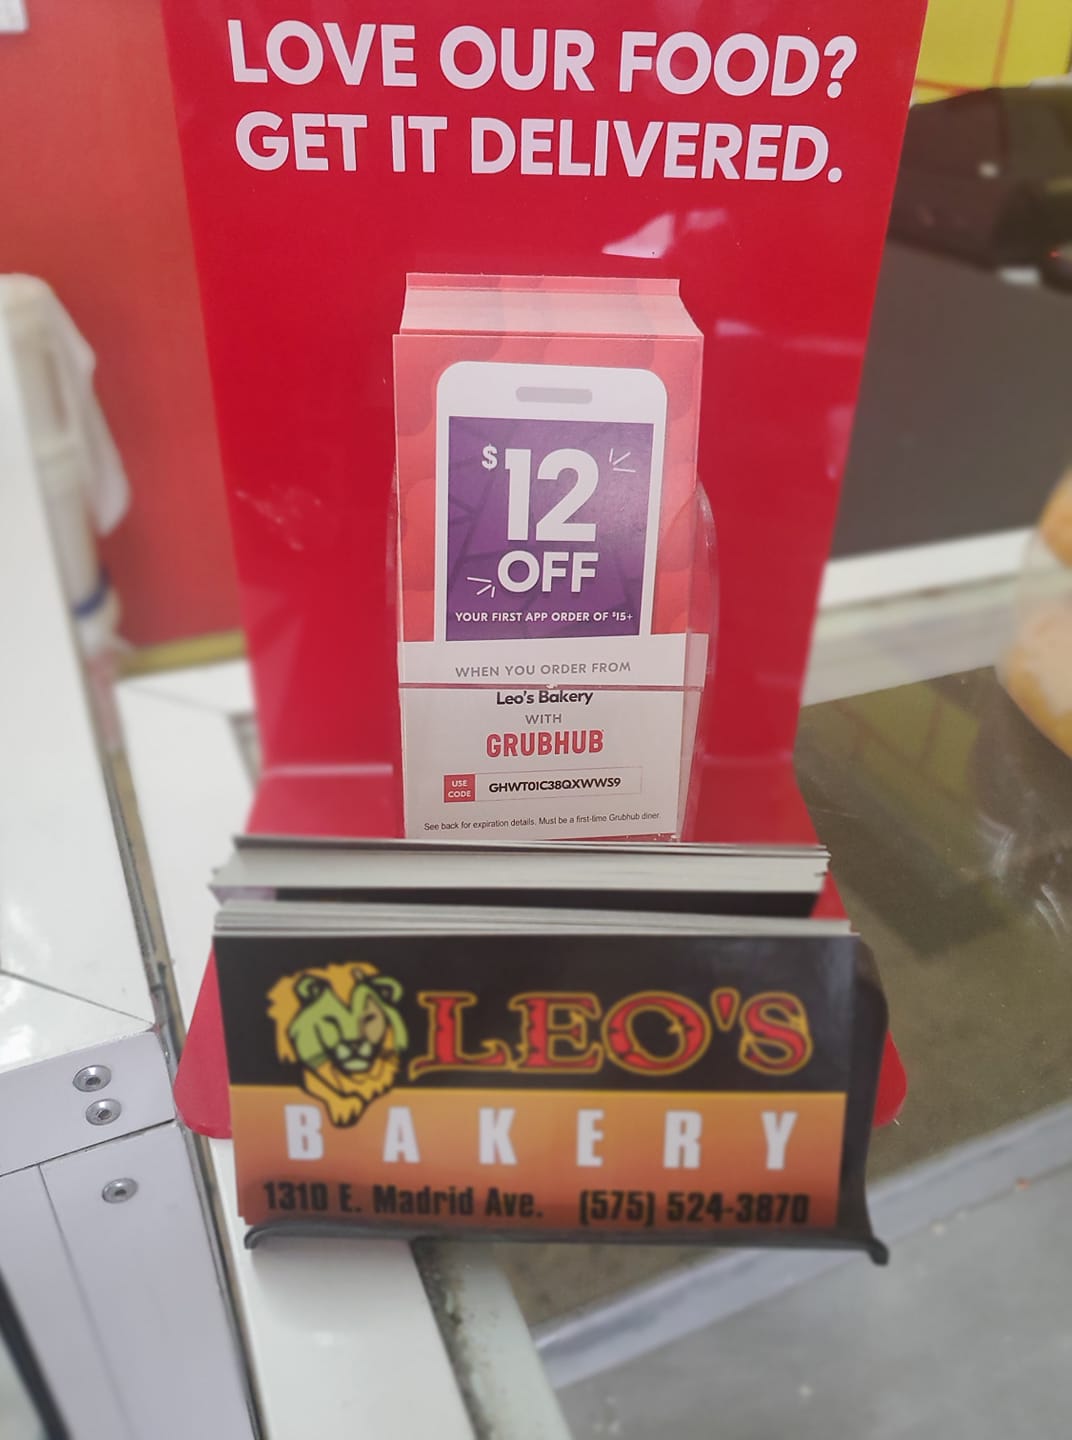 LOVE OUR FOOD?
GET IT DELIVERED.
$12
OFF
YOUR FIRST APP ORDER OF $15+
WHEN YOU ORDER FROM
Leo's Bakery
WITH
GRUBHUB
USE
CODE
GHWT01C38QXWWS9
See back for expiration details. Must be a first-time Grubhub diner.
LEO'S
BAKERY
1310 E. Madrid Ave. (575) 524-3870